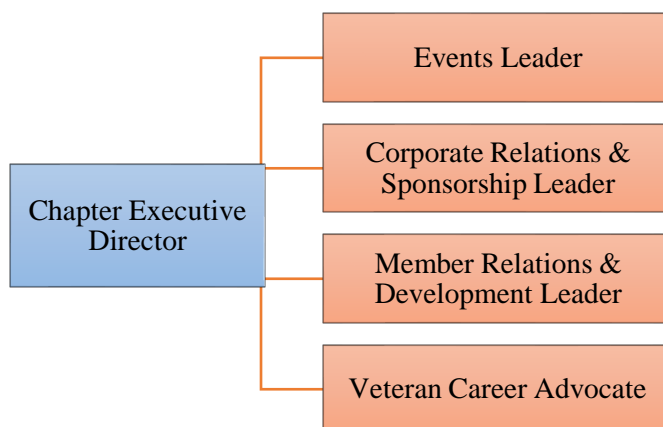 Events Leader
Corporate Relations &
Sponsorship Leader
Chapter Executive
Director
Member Relations &
Development Leader
Veteran Career Advocate